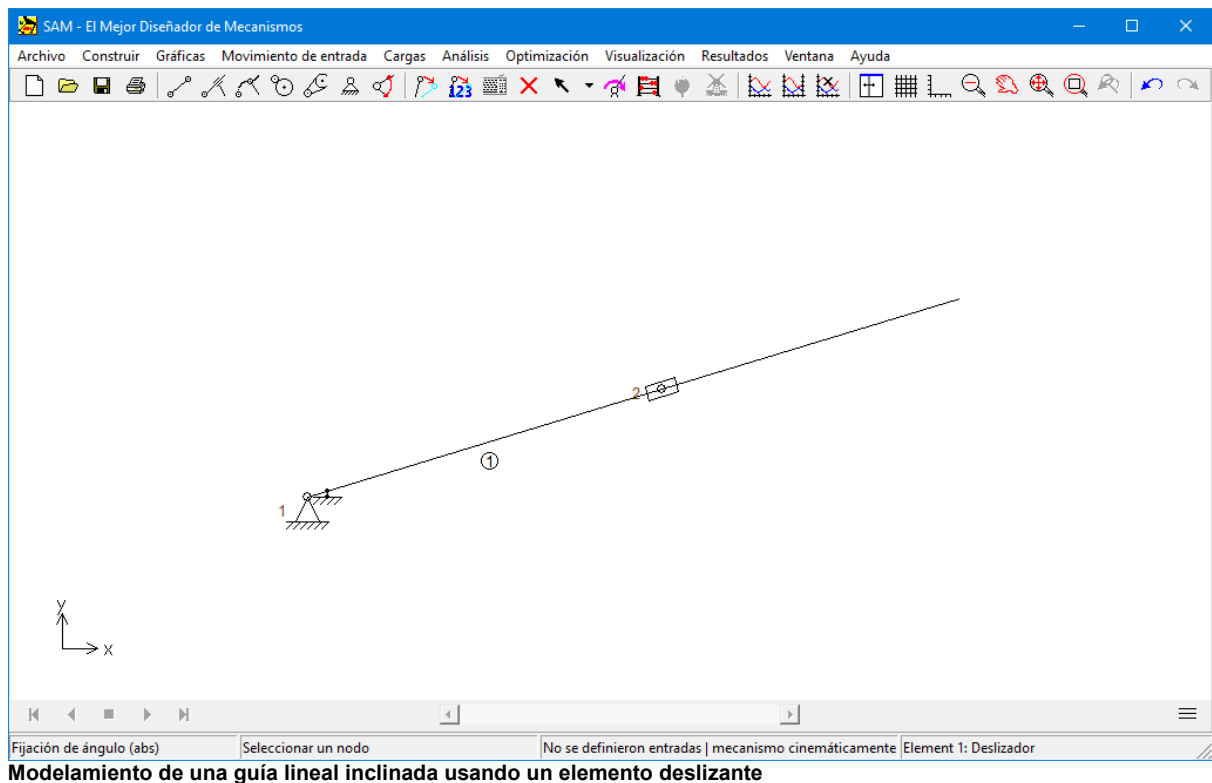 SAM - El Mejor Diseñador de Mecanismos
Archivo Construir Gráficas Movimiento de entrada Cargas Análisis Optimización Visualización Resultados Ventana Ayuda
123
2
1
1
y
x
Fijación de ángulo (abs) Seleccionar un nodo No se definieron entradas | mecanismo cinemáticamente Element 1: Deslizador
Modelamiento de una guía lineal inclinada usando un elemento deslizante